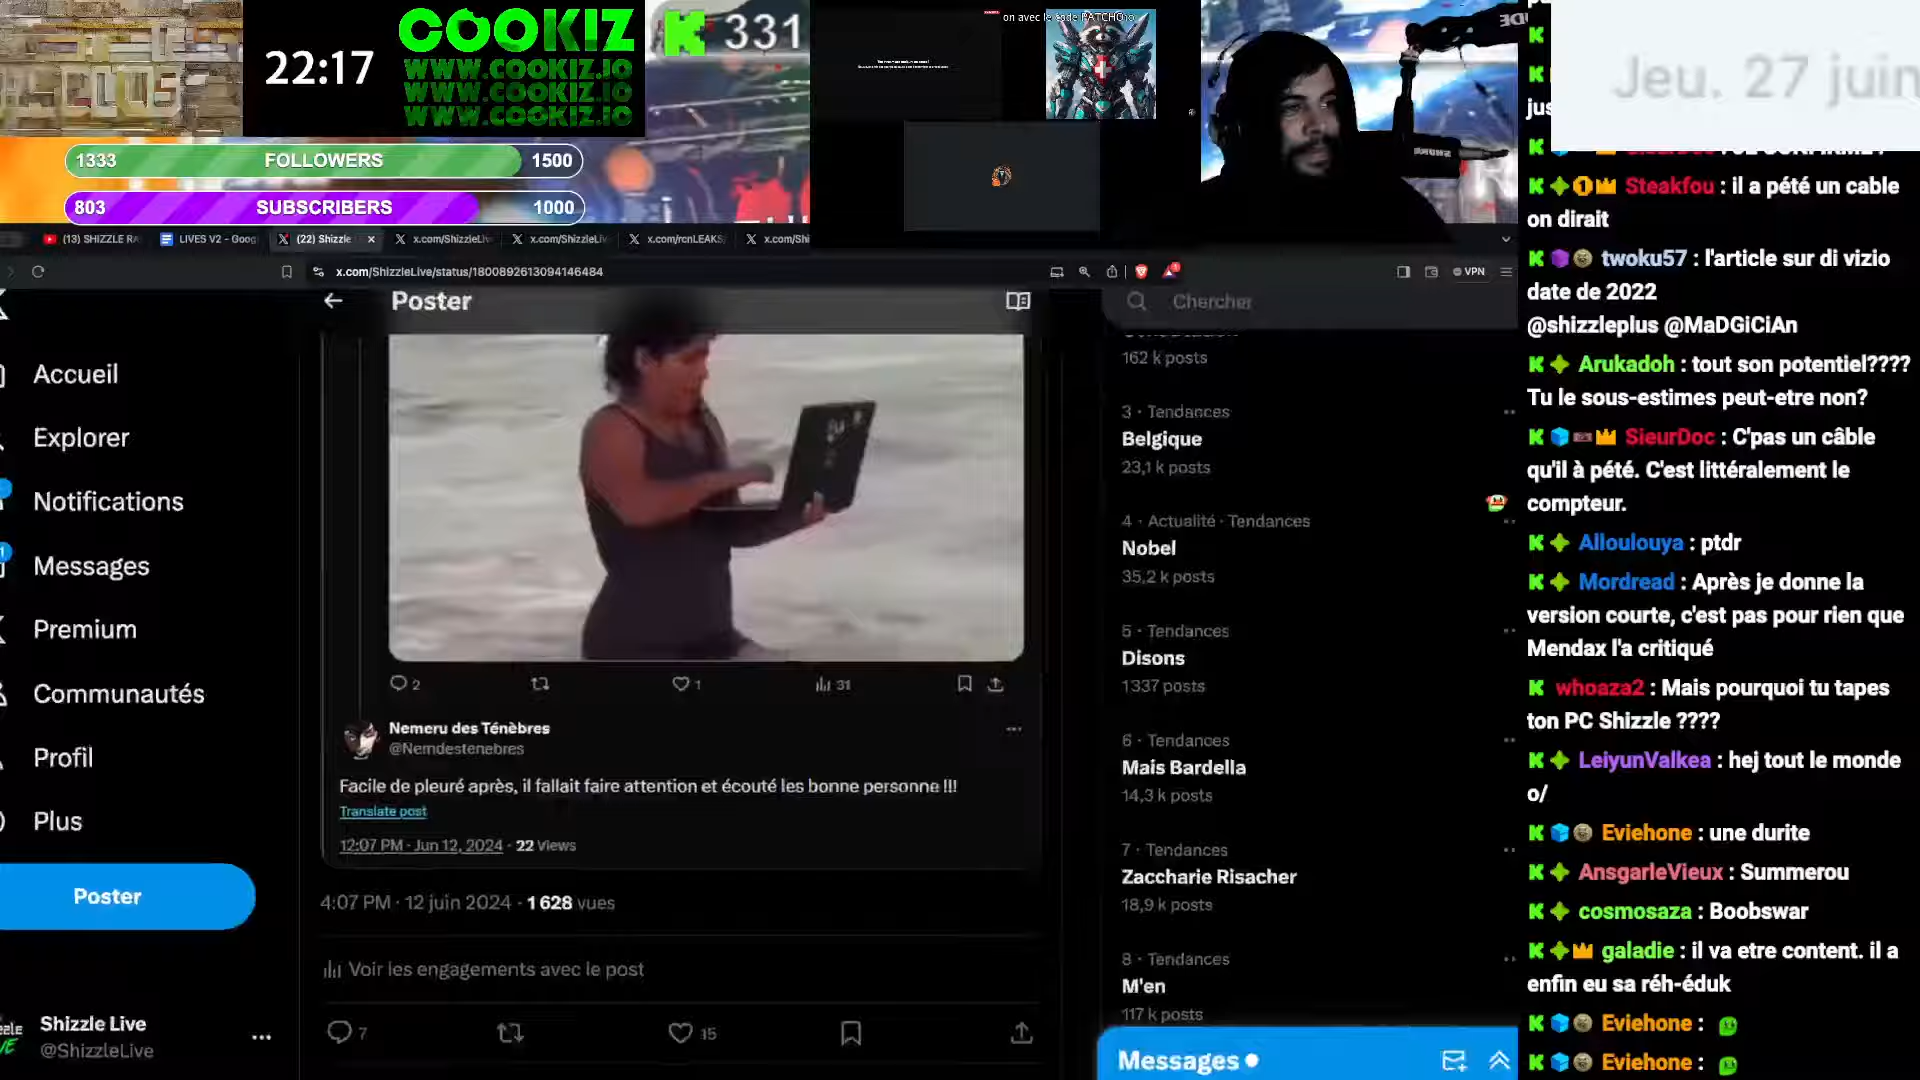 22:17
COOKIZ
WWW.COOKIZ.IO
WWW.COOKIZ.IO
WWW.COOKIZ.IO
331
on avec le code PATCHO
1333 FOLLOWERS 1500
803 SUBSCRIBERS 1000
(13) SHIZZLE RA
LIVES V2 - Goog
(22) Shizzle
x.com/ShizzleLiv
x.com/ShizzleLiv
x.com/rcnLEAKS
x.com/Shi
x.com/ShizzleLive/status/1800892613094146484
VPN
Accueil
Explorer
Notifications
Messages
Premium
Communautés
Profil
Plus
Poster
Shizzle Live
@ShizzleLive
Poster
2
1
31
Nemeru des Ténèbres
@Nemdestenebres
Facile de pleuré après, il fallait faire attention et écouté les bonne personne !!!
Translate post
12:07 PM · Jun 12, 2024 · 22 Views
4:07 PM · 12 juin 2024 · 1 628 vues
Voir les engagements avec le post
7
15
Chercher
162 k posts
3 · Tendances
Belgique
23,1 k posts
4 · Actualité · Tendances
Nobel
35,2 k posts
5 · Tendances
Disons
1337 posts
6 · Tendances
Mais Bardella
14,3 k posts
7 · Tendances
Zaccharie Risacher
18,9 k posts
8 · Tendances
M'en
117 k posts
Messages
Jeu. 27 juin
jus
Steakfou : il a pété un cable
on dirait
twoku57 : l'article sur di vizio
date de 2022
@shizzleplus @MaDGiCiAn
Arukadoh : tout son potentiel????
Tu le sous-estimes peut-etre non?
SieurDoc : C'pas un câble
qu'il à pété. C'est littéralement le
compteur.
Alloulouya : ptdr
Mordread : Après je donne la
version courte, c'est pas pour rien que
Mendax l'a critiqué
whoaza2 : Mais pourquoi tu tapes
ton PC Shizzle ????
LeiyunValkea : hej tout le monde
o/
Eviehone : une durite
AnsgarleVieux : Summerou
cosmosaza : Boobswar
galadie : il va etre content. il a
enfin eu sa réh-éduk
Eviehone :
Eviehone :